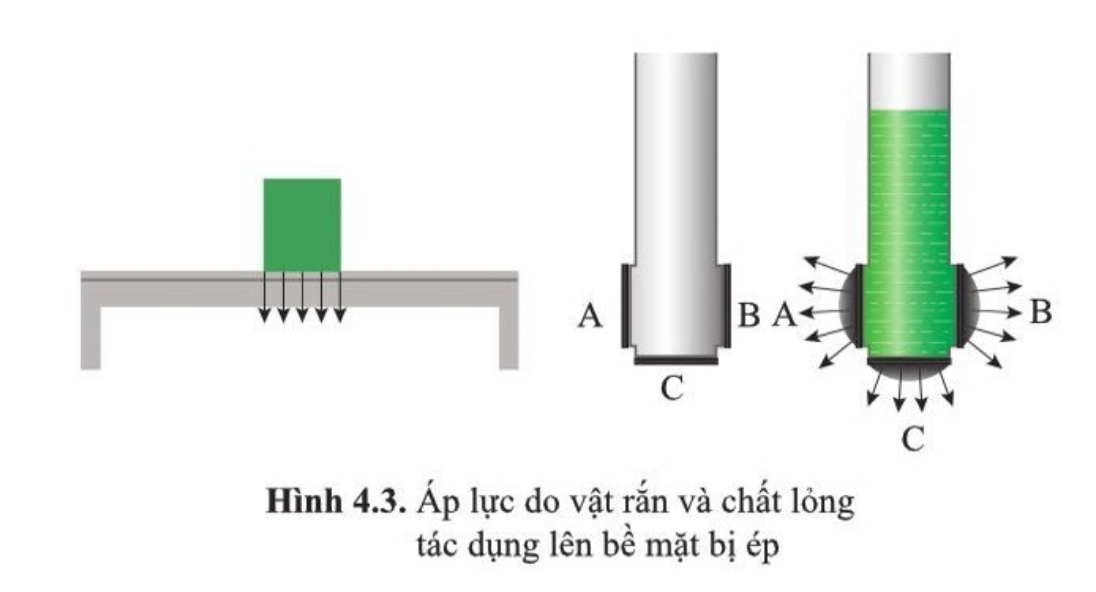 A
B
C
A
B
C
Hình 4.3. Áp lực do vật rắn và chất lỏng
tác dụng lên bề mặt bị ép